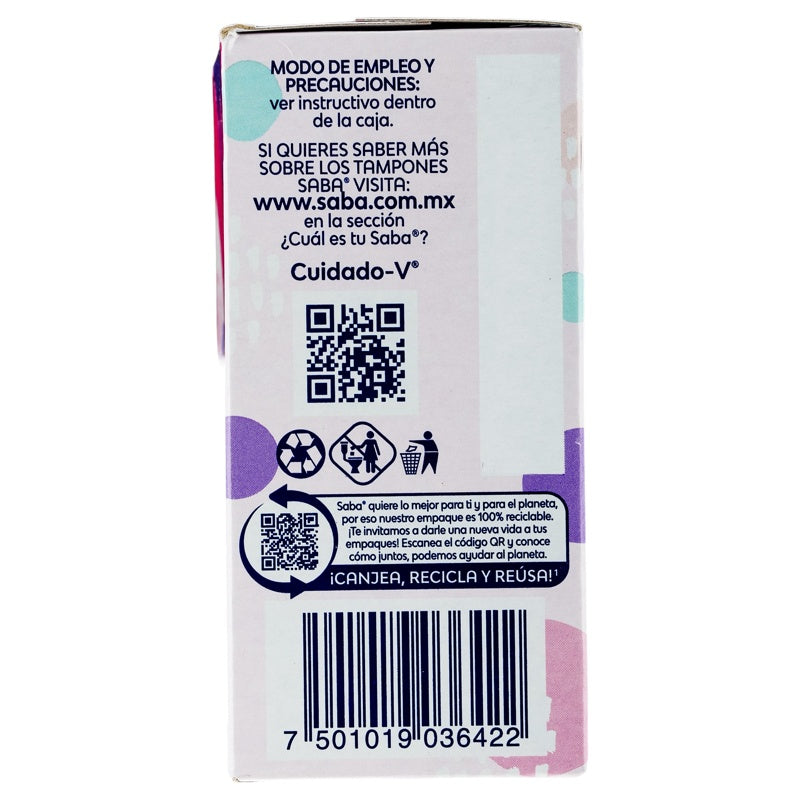 MODO DE EMPLEO Y
PRECAUCIONES:
ver instructivo dentro
de la caja.
SI QUIERES SABER MÁS
SOBRE LOS TAMPONES
SABA® VISITA:
www.saba.com.mx
en la sección
¿Cuál es tu Saba®?
Cuidado-V®
Saba® quiere lo mejor para ti y para el planeta,
por eso nuestro empaque es 100% reciclable.
¡Te invitamos a darle una nueva vida a tus
empaques! Escanea el código QR y conoce
cómo juntos, podemos ayudar al planeta.
¡CANJEA, RECICLA Y REÚSA!¹
7 501019 036422